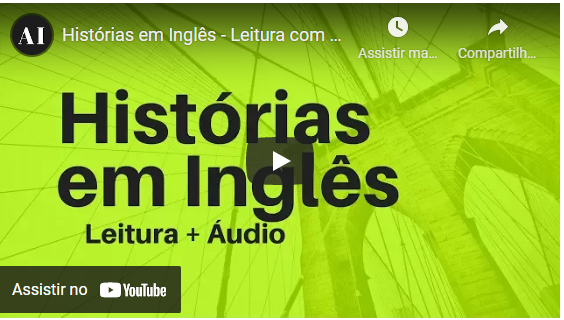 AI
Histórias em Inglês - Leitura com ...
Assistir ma...
Compartilh...
Histórias
em Inglês
Leitura + Áudio
Assistir no YouTube